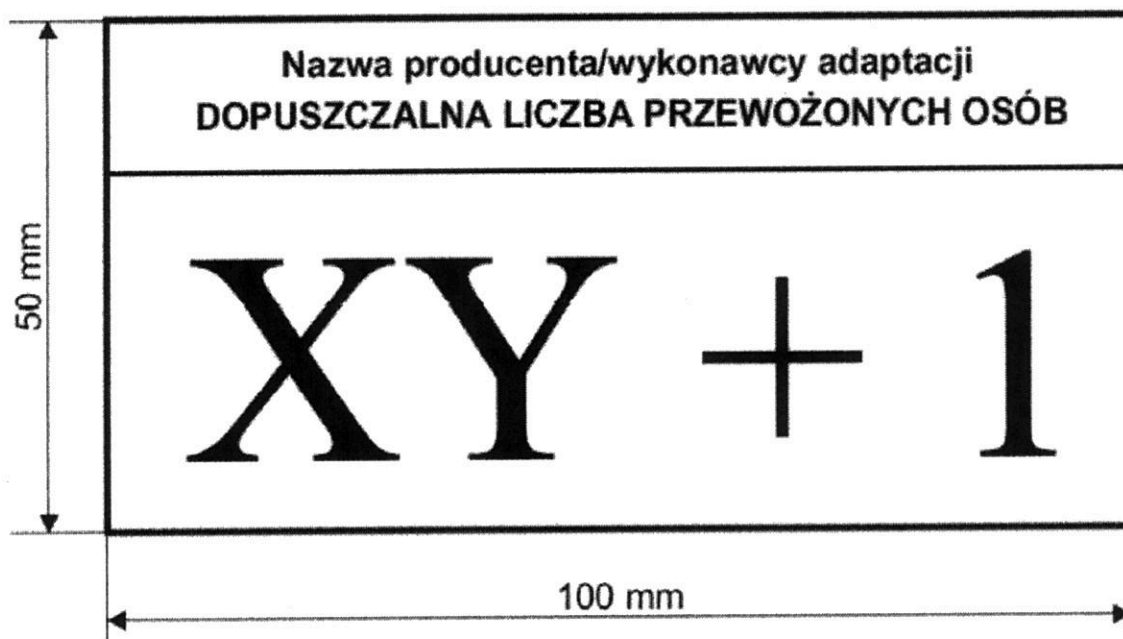 Nazwa producenta/wykonawcy adaptacji
DOPUSZCZALNA LICZBA PRZEWOŻONYCH OSÓB
XY + 1
50 mm
100 mm